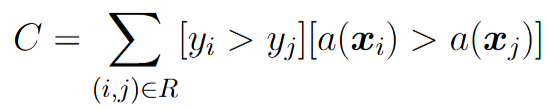 C = ∑ [y_i > y_j][a(x_i) > a(x_j)]
(i,j)∈R